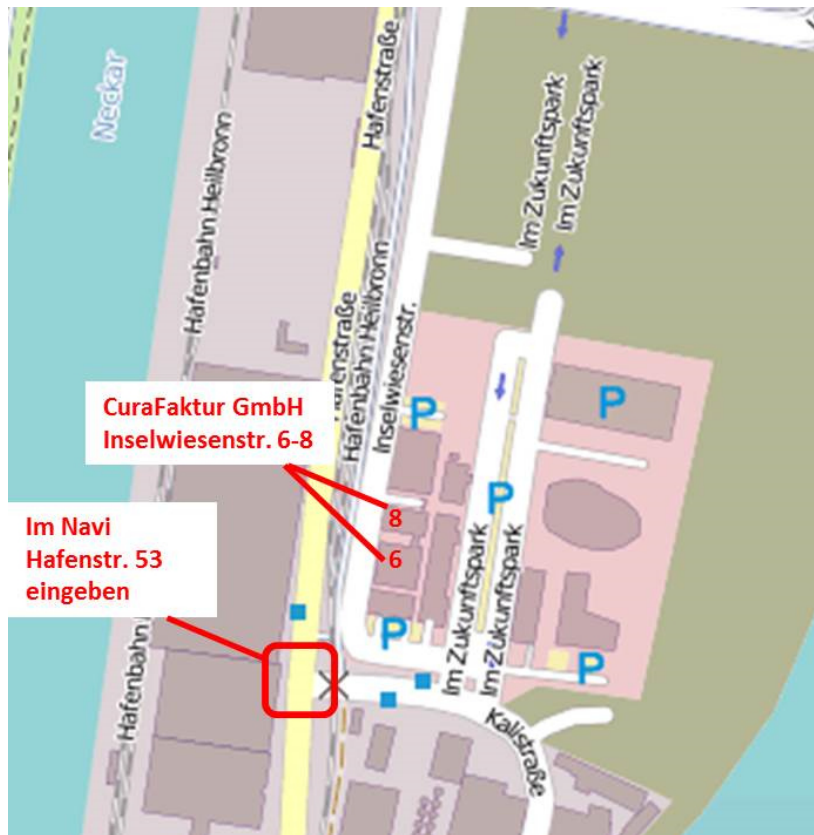 Neckar
Hafenbahn Heilbronn
Hafenstraße
Im Zukunftspark
Im Zukunftspark
Hafenstraße
Hafenbahn Heilbronn
Inselwiesenstr.
P
P
CuraFaktur GmbH
Inselwiesenstr. 6-8
8
P
6
Im Navi
Hafenstr. 53
eingeben
P
P
Im Zukunftspark
Im Zukunftspark
Hafenbahn
Kalistraße